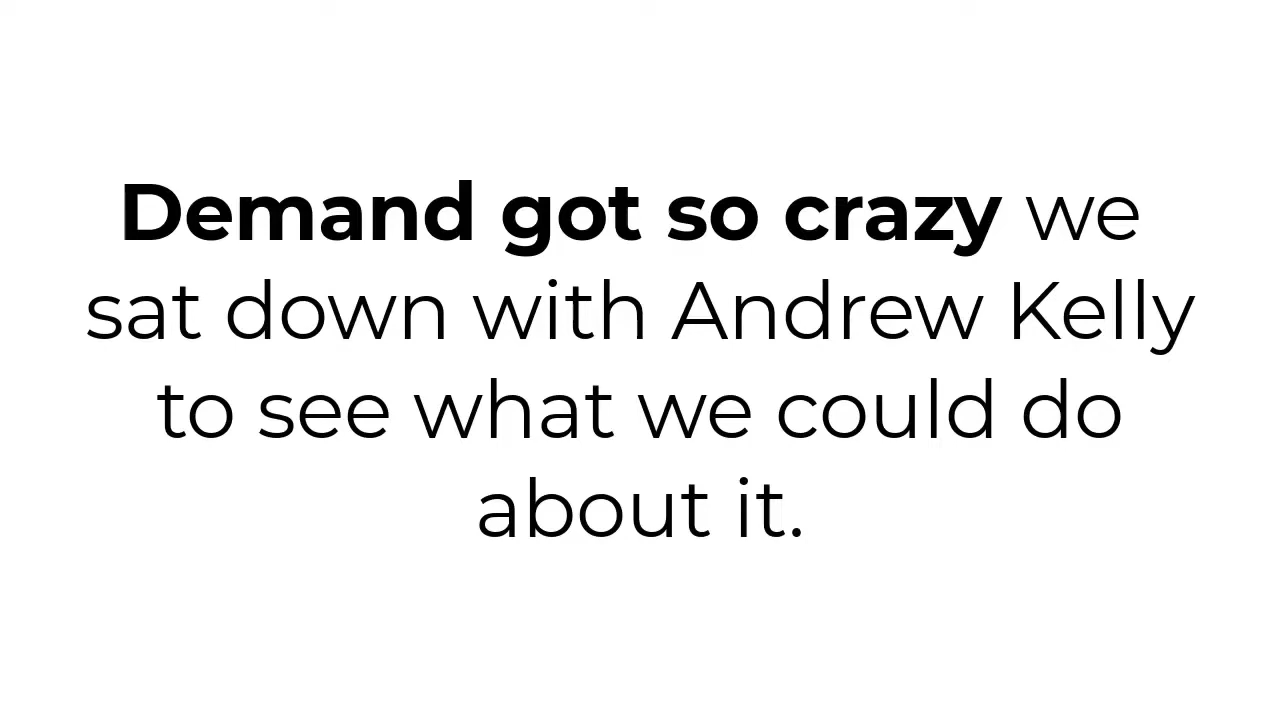 Demand got so crazy we
sat down with Andrew Kelly
to see what we could do
about it.